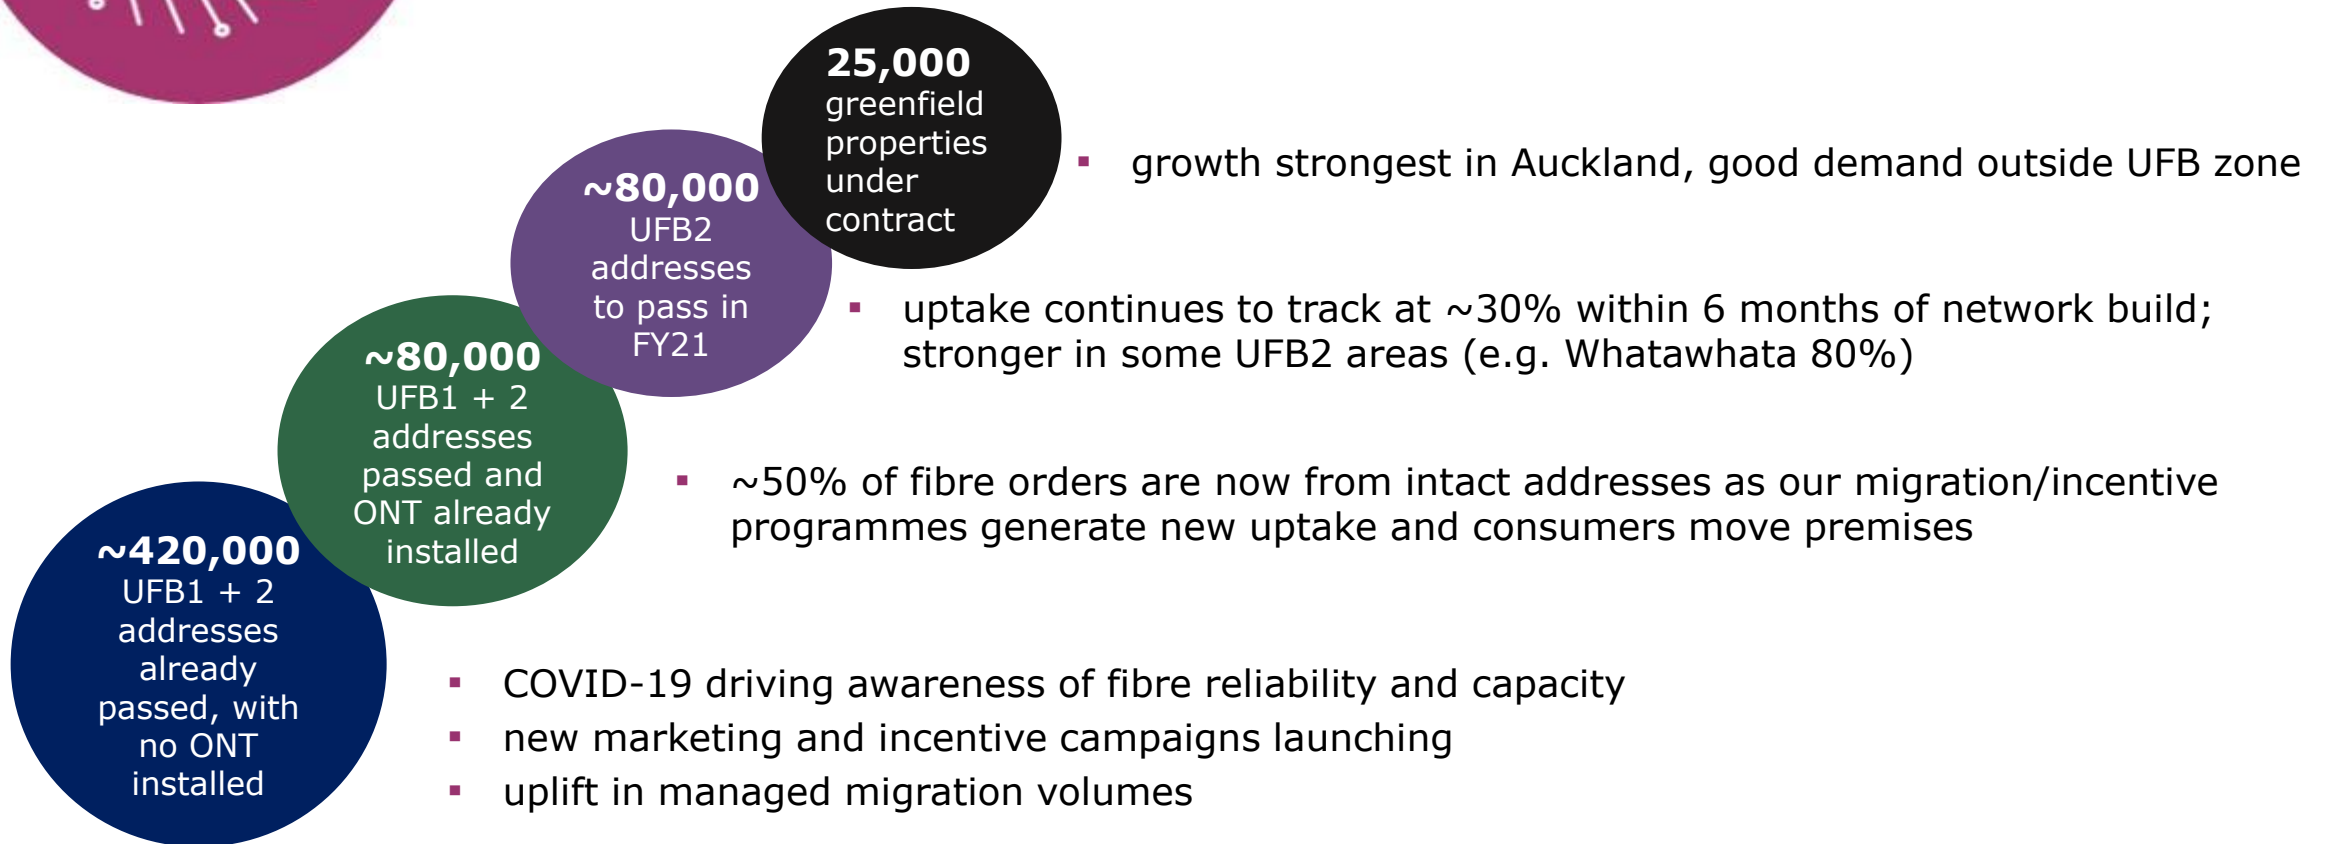 25,000
greenfield
properties
under
contract
▪ growth strongest in Auckland, good demand outside UFB zone
~80,000
UFB2
addresses
to pass in
FY21
▪ uptake continues to track at ~30% within 6 months of network build;
stronger in some UFB2 areas (e.g. Whatawhata 80%)
~80,000
UFB1 + 2
addresses
passed and
ONT already
installed
▪ ~50% of fibre orders are now from intact addresses as our migration/incentive
programmes generate new uptake and consumers move premises
~420,000
UFB1 + 2
addresses
already
passed, with
no ONT
installed
▪ COVID-19 driving awareness of fibre reliability and capacity
▪ new marketing and incentive campaigns launching
▪ uplift in managed migration volumes